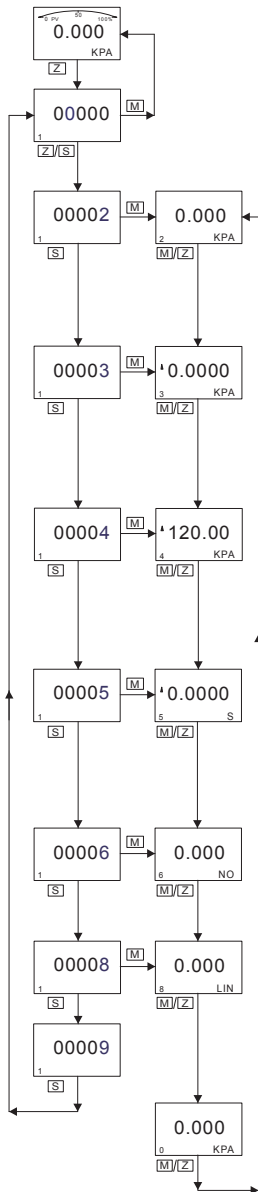 0 PV 50 100%
0.000
KPA
Z
00000 M
1
Z/S
00002 M 0.000
1 2 KPA
S M/Z
00003 M 0.0000
1 3 KPA
S M/Z
00004 M 120.00
1 4 KPA
S M/Z
00005 M 0.0000
1 5 S
S M/Z
00006 M 0.000
1 6 NO
S M/Z
00008 M 0.000
1 8 LIN
S M/Z
00009
1
S
0.000
0 KPA
M/Z